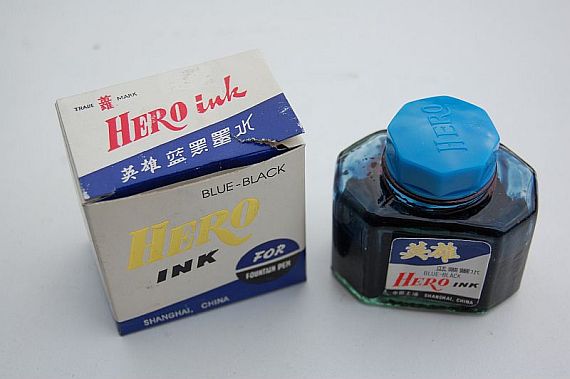 TRADE MARK
HERO ink
英雄 蓝黑墨水
BLUE-BLACK
HERO
INK
FOR
FOUNTAIN PEN
SHANGHAI, CHINA
HERO
英雄
BLUE-BLACK
HERO INK
SHANGHAI, CHINA